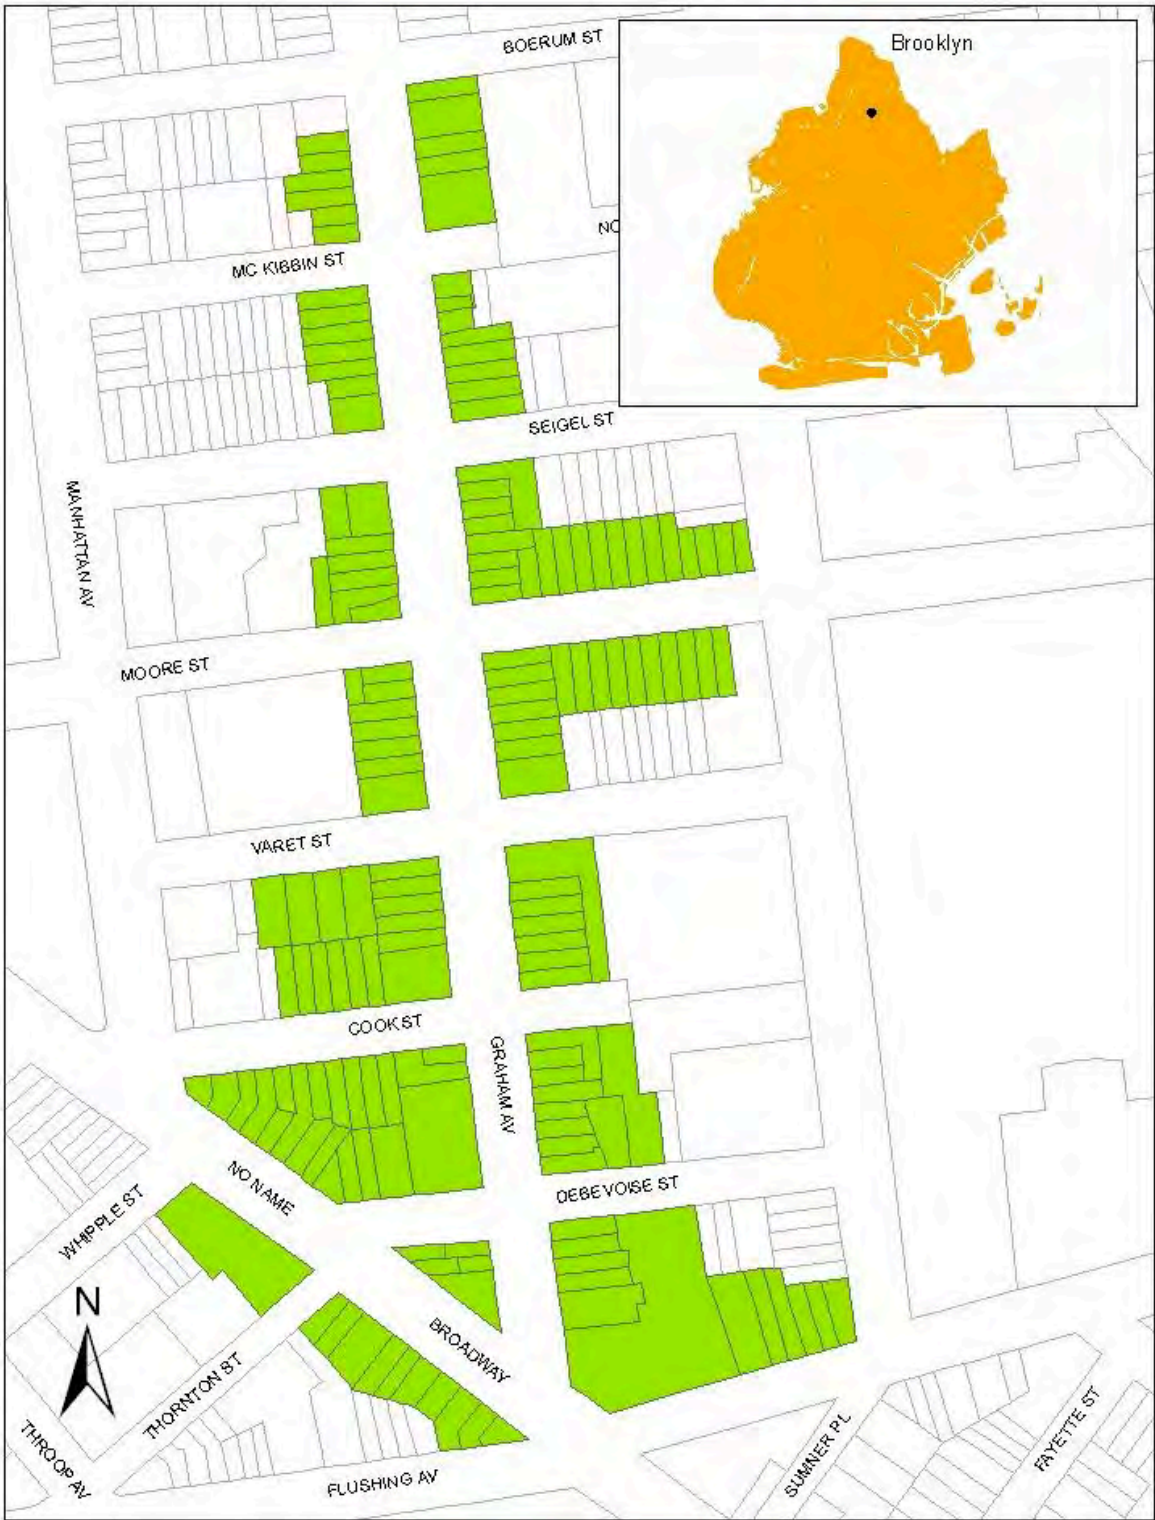 BOERUM ST
Brooklyn
NO
MC KIBBIN ST
SEIGEL ST
MANHATTAN AV
MOORE ST
VARET ST
COOK ST
GRAHAM AV
NO NAME
DEBEVOISE ST
WHIPPLE ST
N
BROADWAY
THORNTON ST
THROOP AV
FLUSHING AV
SUMNER PL
FAYETTE ST